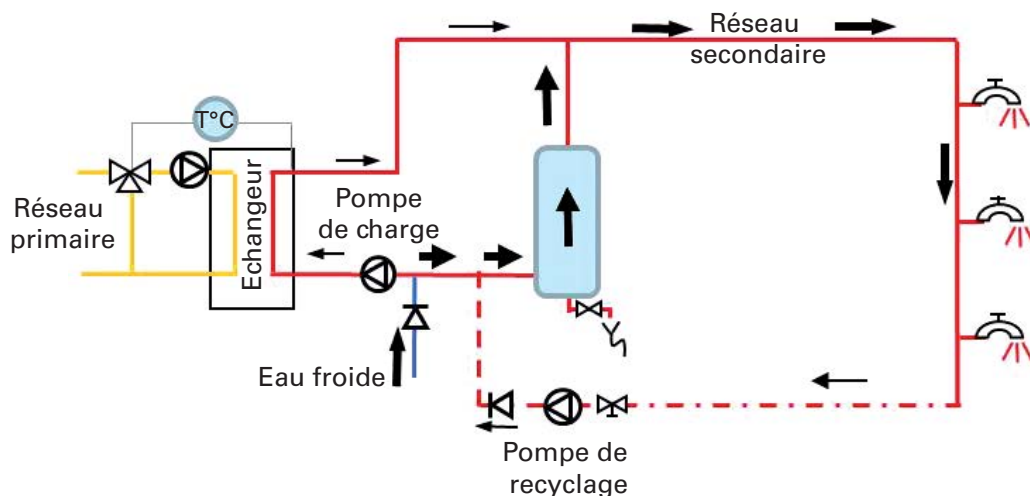 Réseau
secondaire
T°C
Echangeur
Réseau
primaire
Pompe
de charge
Eau froide
Pompe de
recyclage